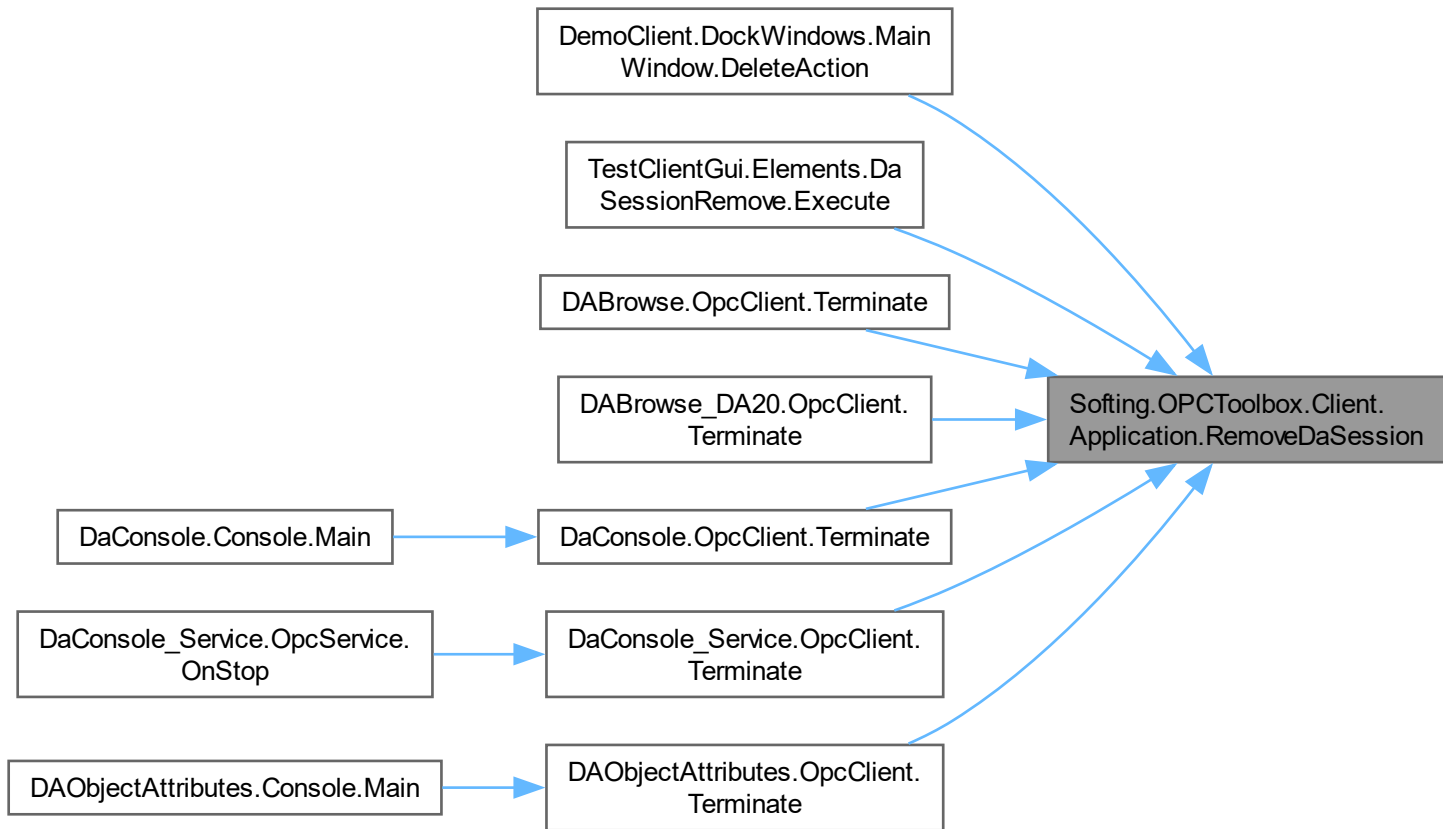 DemoClient.DockWindows.Main
Window.DeleteAction
TestClientGui.Elements.Da
SessionRemove.Execute
DABrowse.OpcClient.Terminate
DABrowse_DA20.OpcClient.
Terminate
Softing.OPCToolbox.Client.
Application.RemoveDaSession
DaConsole.Console.Main
DaConsole.OpcClient.Terminate
DaConsole_Service.OpcService.
OnStop
DaConsole_Service.OpcClient.
Terminate
DAObjectAttributes.Console.Main
DAObjectAttributes.OpcClient.
Terminate